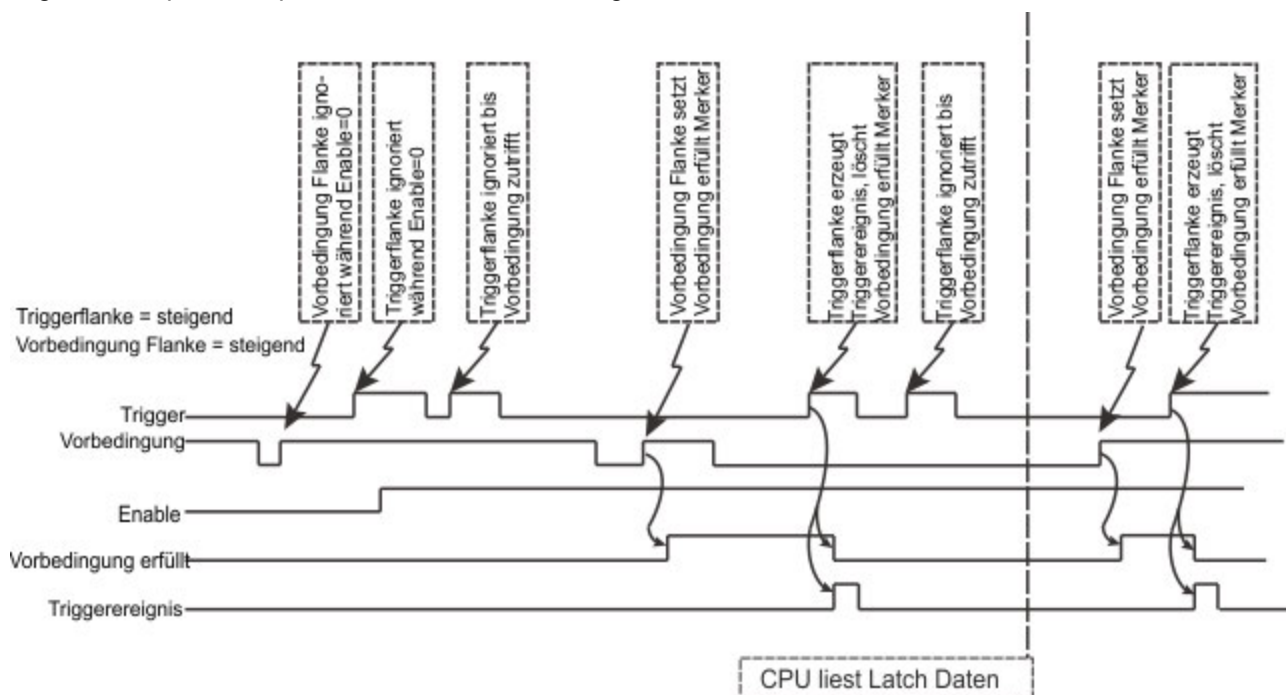 Vorbedingung Flanke igno-
riert während Enable=0
Triggerflanke ignoriert
während Enable=0
Triggerflanke ignoriert bis
Vorbedingung zutrifft
Vorbedingung Flanke setzt
Vorbedingung erfüllt Merker
Triggerflanke erzeugt
Triggerereignis, löscht
Vorbedingung erfüllt Merker
Triggerflanke ignoriert bis
Vorbedingung zutrifft
Vorbedingung Flanke setzt
Vorbedingung erfüllt Merker
Triggerflanke erzeugt
Triggerereignis, löscht
Vorbedingung erfüllt Merker
Triggerflanke = steigend
Vorbedingung Flanke = steigend
Trigger
Vorbedingung
Enable
Vorbedingung erfüllt
Triggerereignis
CPU liest Latch Daten